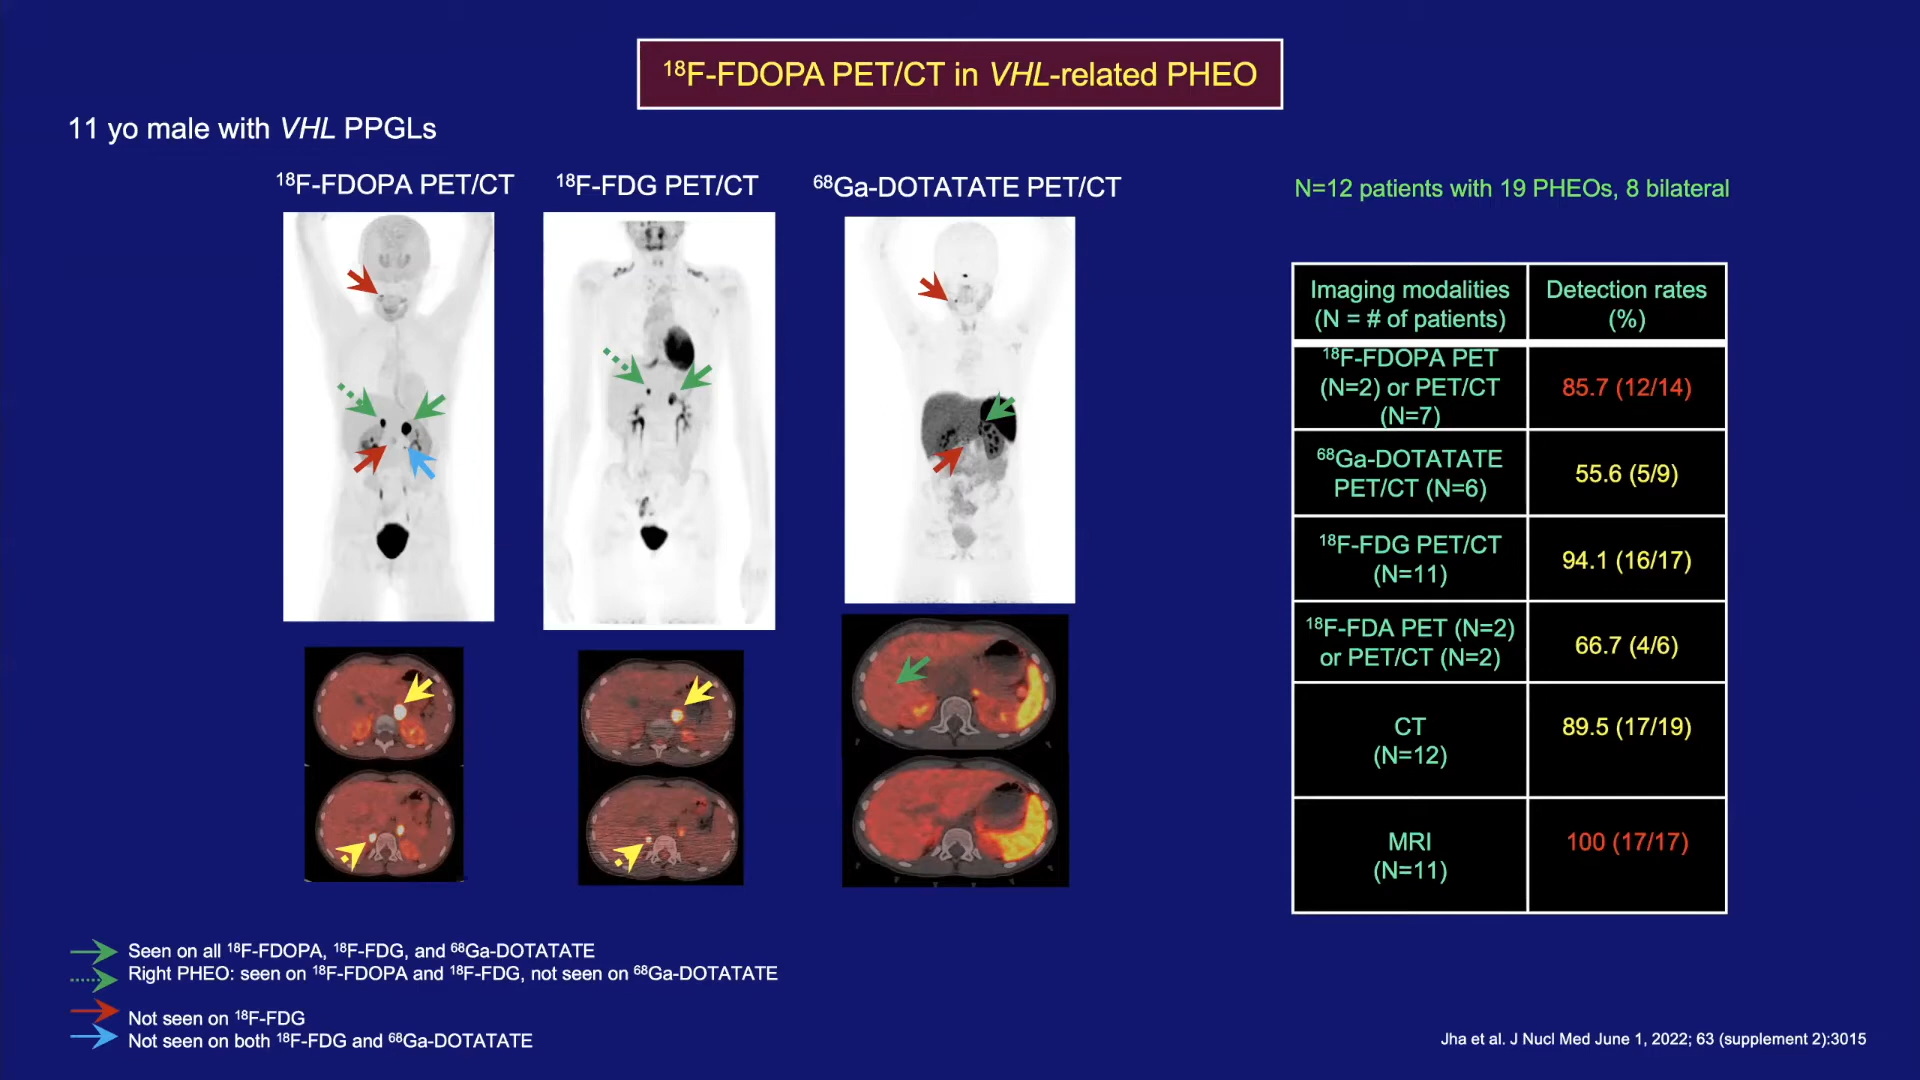 ¹⁸F-FDOPA PET/CT in VHL-related PHEO
11 yo male with VHL PPGLs
¹⁸F-FDOPA PET/CT
¹⁸F-FDG PET/CT
⁶⁸Ga-DOTATATE PET/CT
N=12 patients with 19 PHEOs, 8 bilateral
Imaging modalities
(N = # of patients)
Detection rates
(%)
¹⁸F-FDOPA PET
(N=2) or PET/CT
(N=7)
85.7 (12/14)
⁶⁸Ga-DOTATATE
PET/CT (N=6)
55.6 (5/9)
¹⁸F-FDG PET/CT
(N=11)
94.1 (16/17)
¹⁸F-FDA PET (N=2)
or PET/CT (N=2)
66.7 (4/6)
CT
(N=12)
89.5 (17/19)
MRI
(N=11)
100 (17/17)
Seen on all ¹⁸F-FDOPA, ¹⁸F-FDG, and ⁶⁸Ga-DOTATATE
Right PHEO: seen on ¹⁸F-FDOPA and ¹⁸F-FDG, not seen on ⁶⁸Ga-DOTATATE
Not seen on ¹⁸F-FDG
Not seen on both ¹⁸F-FDG and ⁶⁸Ga-DOTATATE
Jha et al. J Nucl Med June 1, 2022; 63 (supplement 2):3015